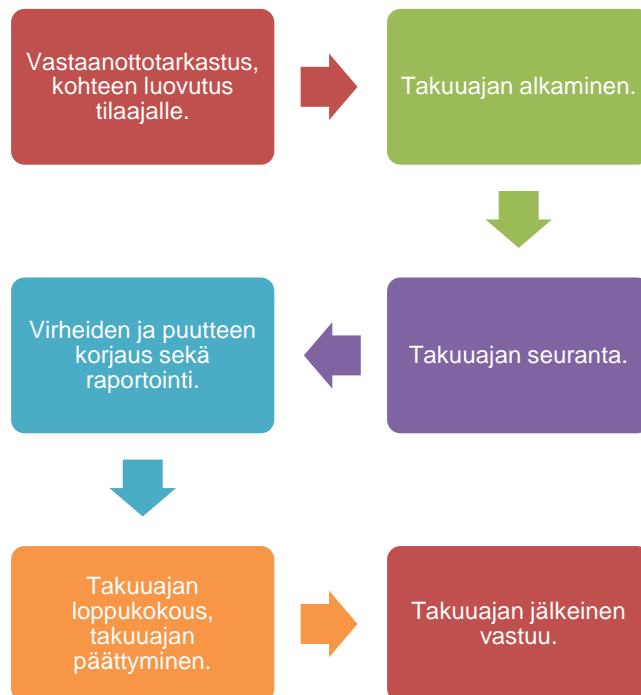 Vastaanottotarkastus,
kohteen luovutus
tilaajalle.
Takuuajan alkaminen.
Takuuajan seuranta.
Virheiden ja puutteen
korjaus sekä
raportointi.
Takuuajan
loppukokous,
takuuajan
päättyminen.
Takuuajan jälkeinen
vastuu.